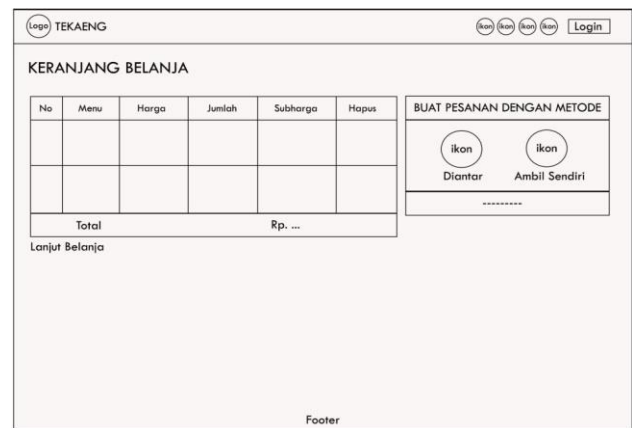 Logo TEKAENG ikon ikon ikon ikon Login
KERANJANG BELANJA
No Menu Harga Jumlah Subharga Hapus
Total Rp. ...
Lanjut Belanja
BUAT PESANAN DENGAN METODE
ikon ikon
Diantar Ambil Sendiri
---------
Footer